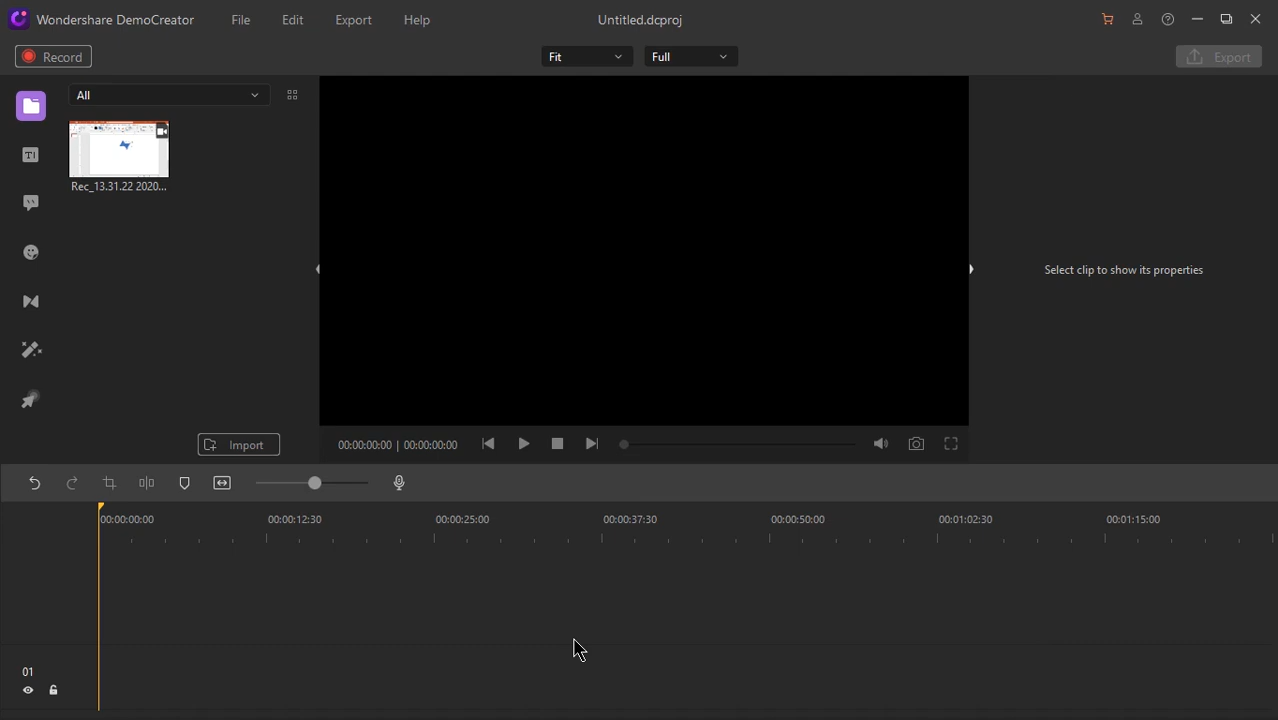 Wondershare DemoCreator File Edit Export Help Untitled.dcproj
Record Fit Full Export
All
Rec_13.31.22 2020...
Select clip to show its properties
Import
00:00:00:00 | 00:00:00:00
00:00:00:00 00:00:12:30 00:00:25:00 00:00:37:30 00:00:50:00 00:01:02:30 00:01:15:00
01